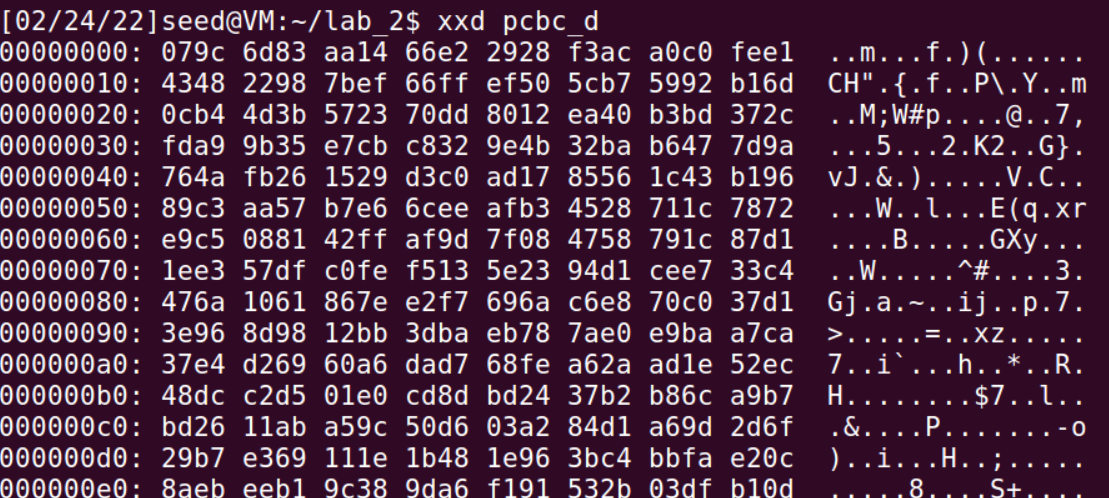 [02/24/22]seed@VM:~/lab_2$ xxd pcbc_d
00000000: 079c 6d83 aa14 66e2 2928 f3ac a0c0 fee1  ..m...f.)(......
00000010: 4348 2298 7bef 66ff ef50 5cb7 5992 b16d  CH".{.f..P\.Y..m
00000020: 0cb4 4d3b 5723 70dd 8012 ea40 b3bd 372c  ..M;W#p....@..7,
00000030: fda9 9b35 e7cb c832 9e4b 32ba b647 7d9a  ...5...2.K2..G}.
00000040: 764a fb26 1529 d3c0 ad17 8556 1c43 b196  vJ.&.).....V.C..
00000050: 89c3 aa57 b7e6 6cee afb3 4528 711c 7872  ...W..l...E(q.xr
00000060: e9c5 0881 42ff af9d 7f08 4758 791c 87d1  ....B.....GXy...
00000070: 1ee3 57df c0fe f513 5e23 94d1 cee7 33c4  ..W.....^#....3.
00000080: 476a 1061 867e e2f7 696a c6e8 70c0 37d1  Gj.a.~..ij..p.7.
00000090: 3e96 8d98 12bb 3dba eb78 7ae0 e9ba a7ca  >.....=..xz.....
000000a0: 37e4 d269 60a6 dad7 68fe a62a ad1e 52ec  7..i`...h..*..R.
000000b0: 48dc c2d5 01e0 cd8d bd24 37b2 b86c a9b7  H........$7..l..
000000c0: bd26 11ab a59c 50d6 03a2 84d1 a69d 2d6f  .&....P.......-o
000000d0: 29b7 e369 111e 1b48 1e96 3bc4 bbfa e20c  )..i...H..;.....
000000e0: 8aeb eeb1 9c38 9da6 f191 532b 03df b10d  .....8....S+....